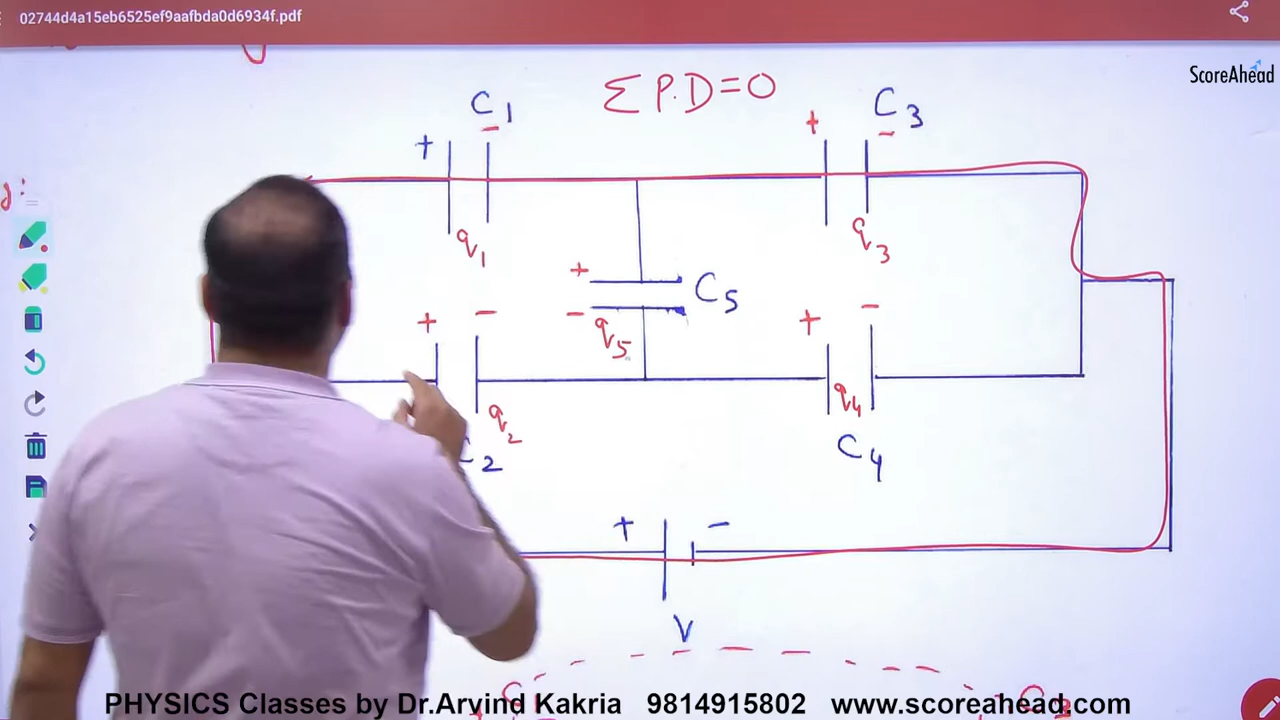 02744d4a15eb6525ef9aafbda0d6934f.pdf
ScoreAhead
Σ P.D = 0
C1
C3
+ - + -
q1
q3
+
C5
-
q5
+ - + -
q2
q4
2
C4
+ -
V
PHYSICS Classes by Dr.Arvind Kakria 9814915802 www.scoreahead.com